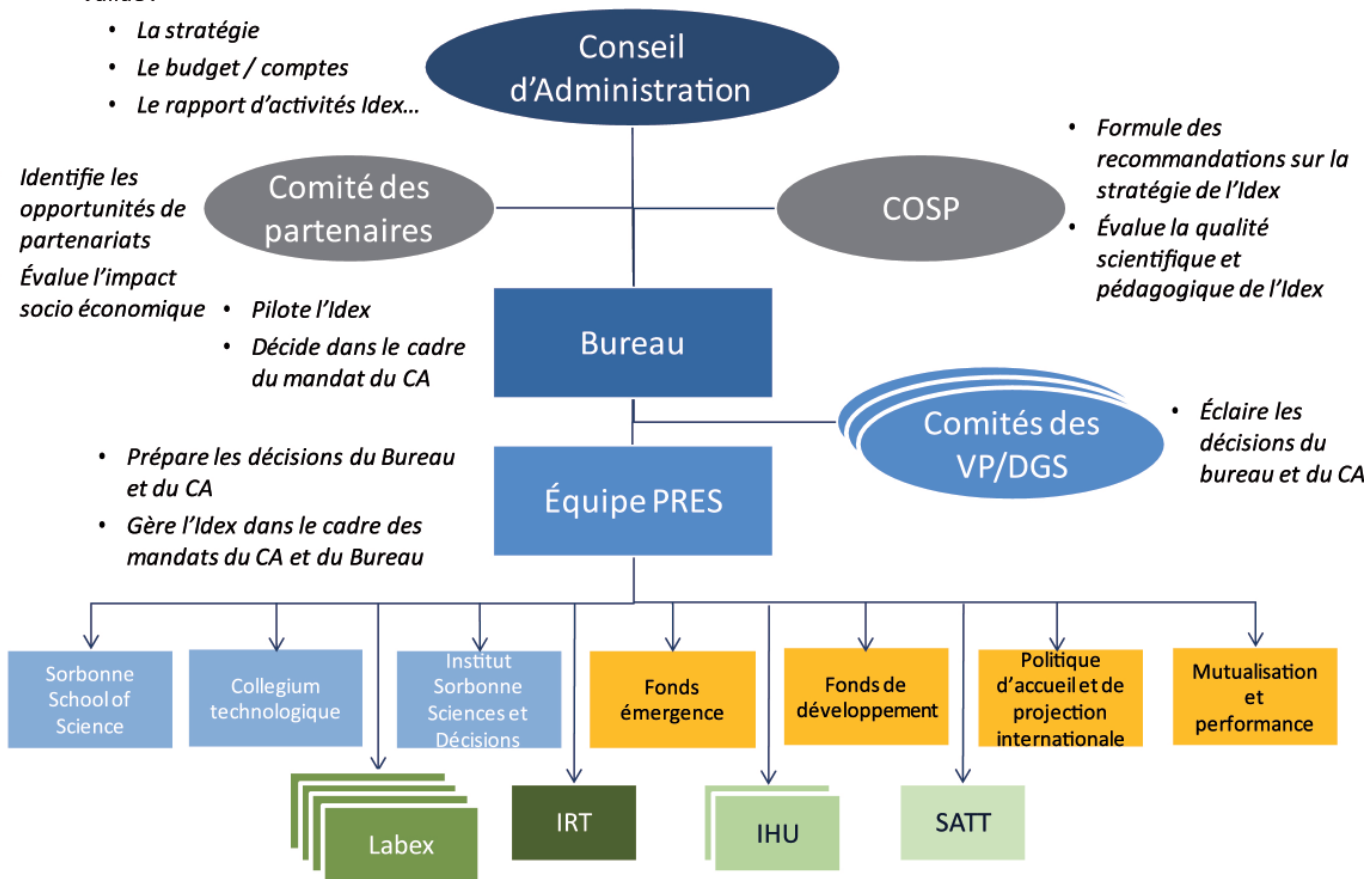 • La stratégie
• Le budget / comptes
• Le rapport d'activités Idex...
Conseil
d'Administration
Identifie les
opportunités de
partenariats
Évalue l'impact
socio économique
Comité des
partenaires
COSP
• Formule des
recommandations sur la
stratégie de l'Idex
• Évalue la qualité
scientifique et
pédagogique de l'Idex
• Pilote l'Idex
• Décide dans le cadre
du mandat du CA
Bureau
Comités des
VP/DGS
• Éclaire les
décisions du
bureau et du CA
• Prépare les décisions du Bureau
et du CA
• Gère l'Idex dans le cadre des
mandats du CA et du Bureau
Équipe PRES
Sorbonne
School of
Science
Collegium
technologique
Institut
Sorbonne
Sciences et
Décisions
Fonds
émergence
Fonds de
développement
Politique
d'accueil et de
projection
internationale
Mutualisation
et
performance
Labex
IRT
IHU
SATT